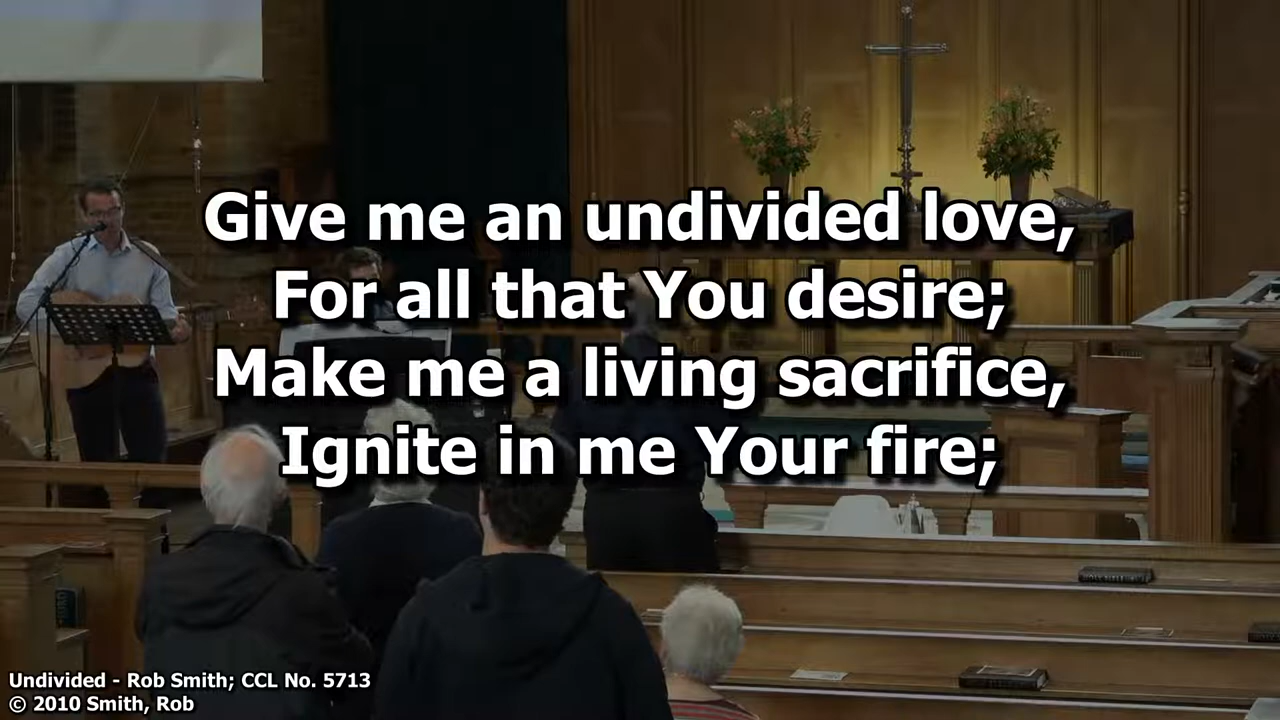 Give me an undivided love,
For all that You desire;
Make me a living sacrifice,
Ignite in me Your fire;
Undivided - Rob Smith; CCL No. 5713
© 2010 Smith, Rob